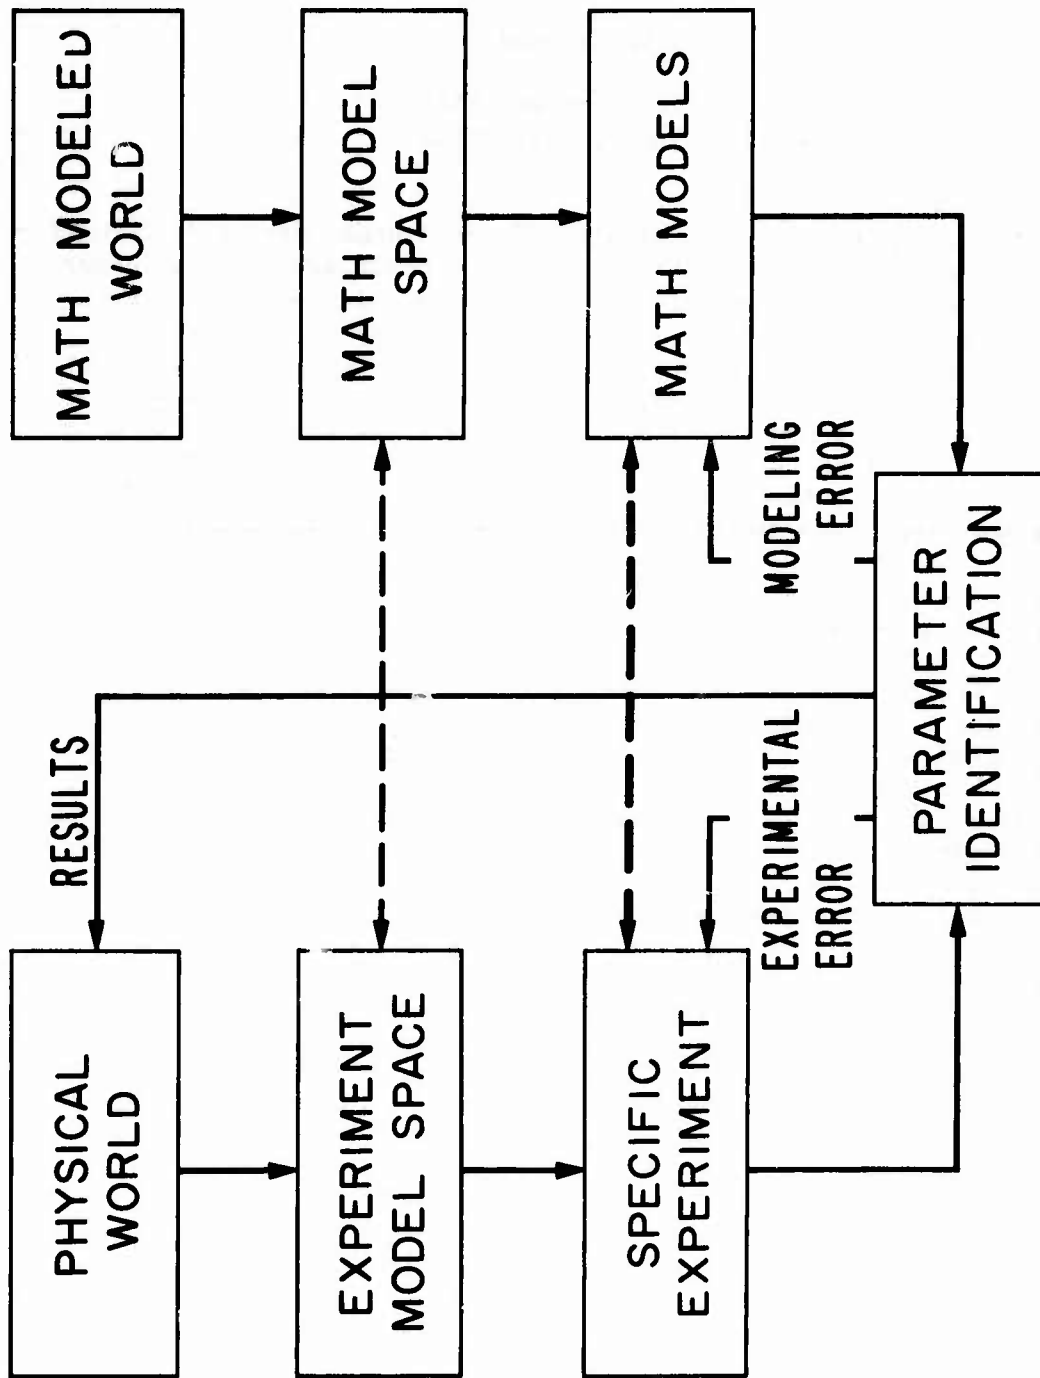 PHYSICAL
WORLD
RESULTS
MATH MODELED
WORLD
EXPERIMENT
MODEL SPACE
MATH MODEL
SPACE
SPECIFIC
EXPERIMENT
MATH MODELS
EXPERIMENTAL
ERROR
MODELING
ERROR
PARAMETER
IDENTIFICATION